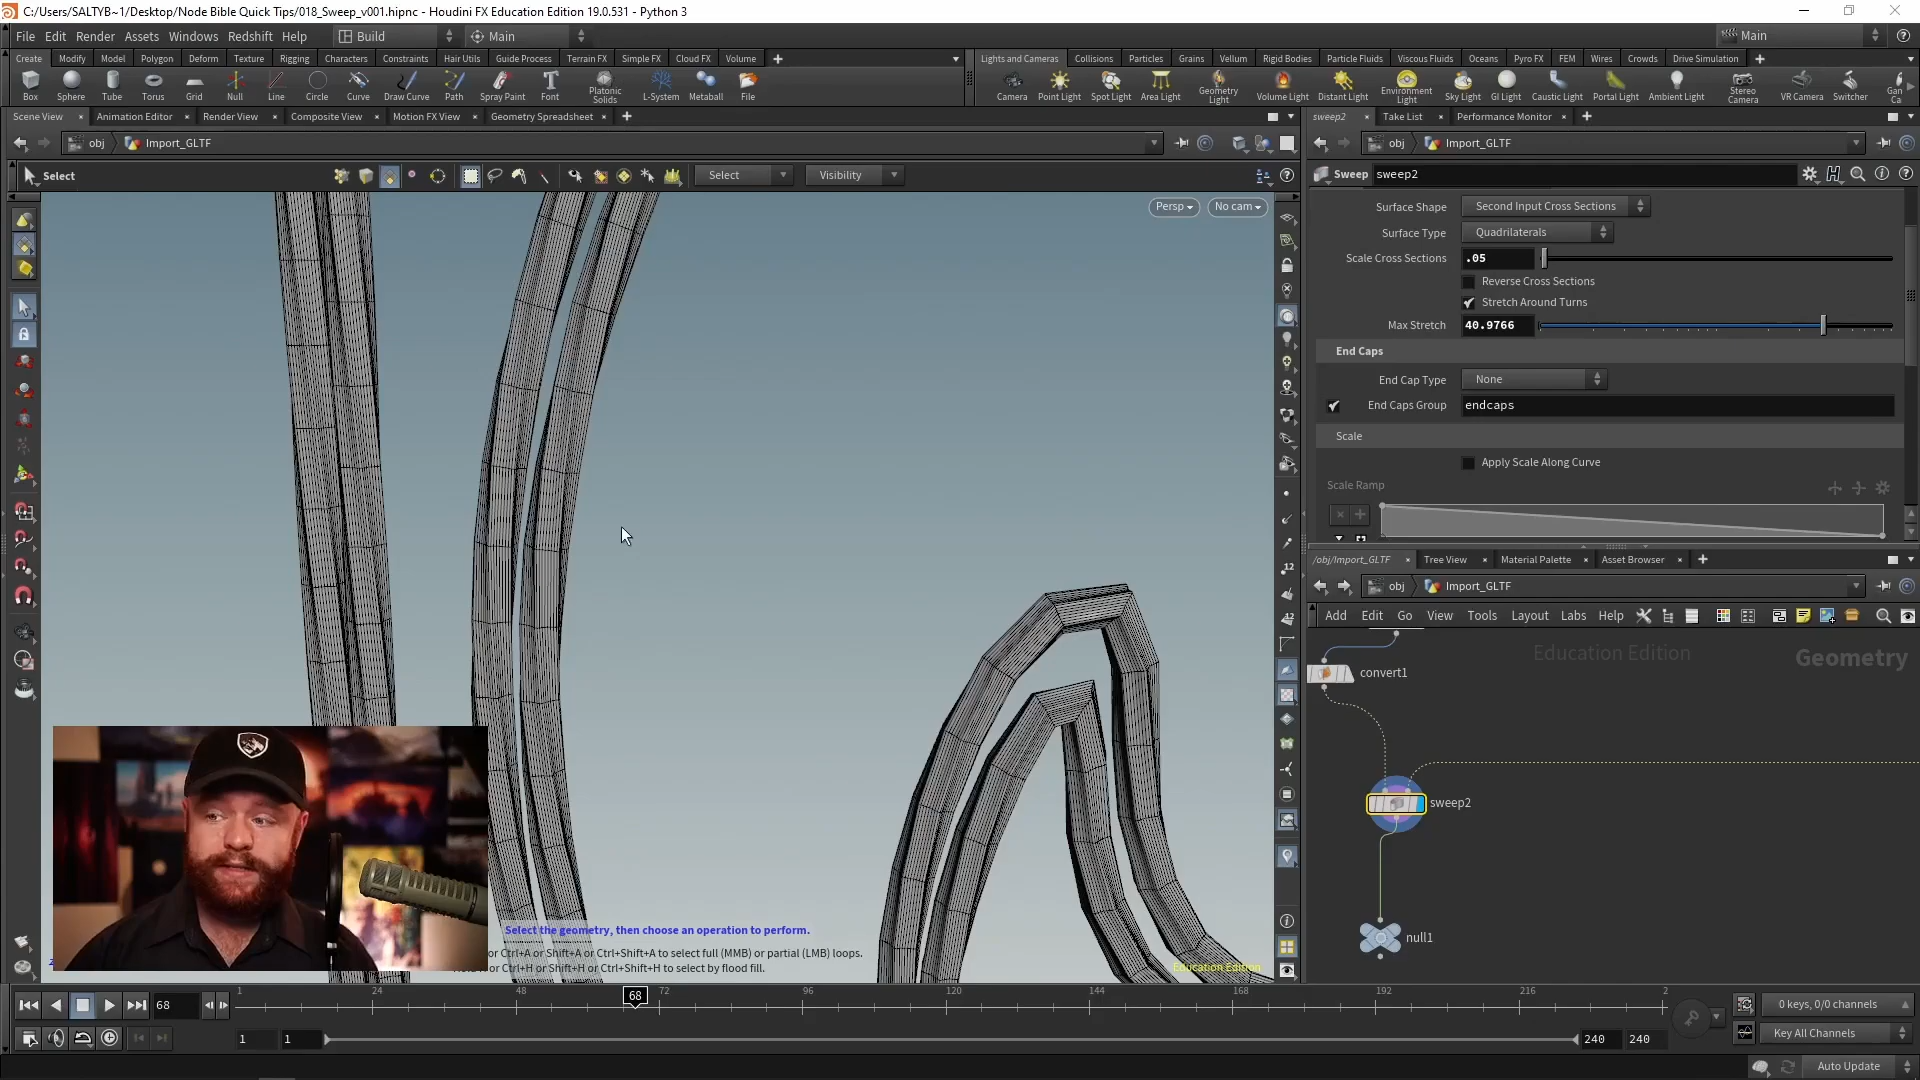 C:/Users/SALTYB~1/Desktop/Node Bible Quick Tips/018_Sweep_v001.hipnc - Houdini FX Education Edition 19.0.531 - Python 3
File Edit Render Assets Windows Redshift Help Build Main Main
Create Modify Model Polygon Deform Texture Rigging Characters Constraints Hair Utils Guide Process Terrain FX Simple FX Cloud FX Volume
Lights and Cameras Collisions Particles Grains Vellum Rigid Bodies Particle Fluids Viscous Fluids Oceans Pyro FX FEM Wires Crowds Drive Simulation
Box Sphere Tube Torus Grid Null Line Circle Curve Draw Curve Path Spray Paint Font Platonic Solids L-System Metaball File
Camera Point Light Spot Light Area Light Geometry Light Volume Light Distant Light Environment Light Sky Light GI Light Caustic Light Portal Light Ambient Light Stereo Camera VR Camera Switcher Gan Ca
Scene View Animation Editor Render View Composite View Motion FX View Geometry Spreadsheet
sweep2 Take List Performance Monitor
obj Import_GLTF
obj Import_GLTF
Select Select Visibility
Sweep sweep2
Persp No cam
Surface Shape Second Input Cross Sections
Surface Type Quadrilaterals
Scale Cross Sections .05
Reverse Cross Sections
Stretch Around Turns
Max Stretch 40.9766
End Caps
End Cap Type None
End Caps Group endcaps
Scale
Apply Scale Along Curve
Scale Ramp
/obj/Import_GLTF Tree View Material Palette Asset Browser
obj Import_GLTF
Add Edit Go View Tools Layout Labs Help
Education Edition Geometry
convert1
sweep2
null1
Select the geometry, then choose an operation to perform.
or Ctrl+A or Shift+A or Ctrl+Shift+A to select full (MMB) or partial (LMB) loops.
or Ctrl+H or Shift+H or Ctrl+Shift+H to select by flood fill.
Education Edition
68 1 24 48 68 72 96 120 144 168 192 216 2
0 keys, 0/0 channels
1 1 240 240 Key All Channels
Auto Update